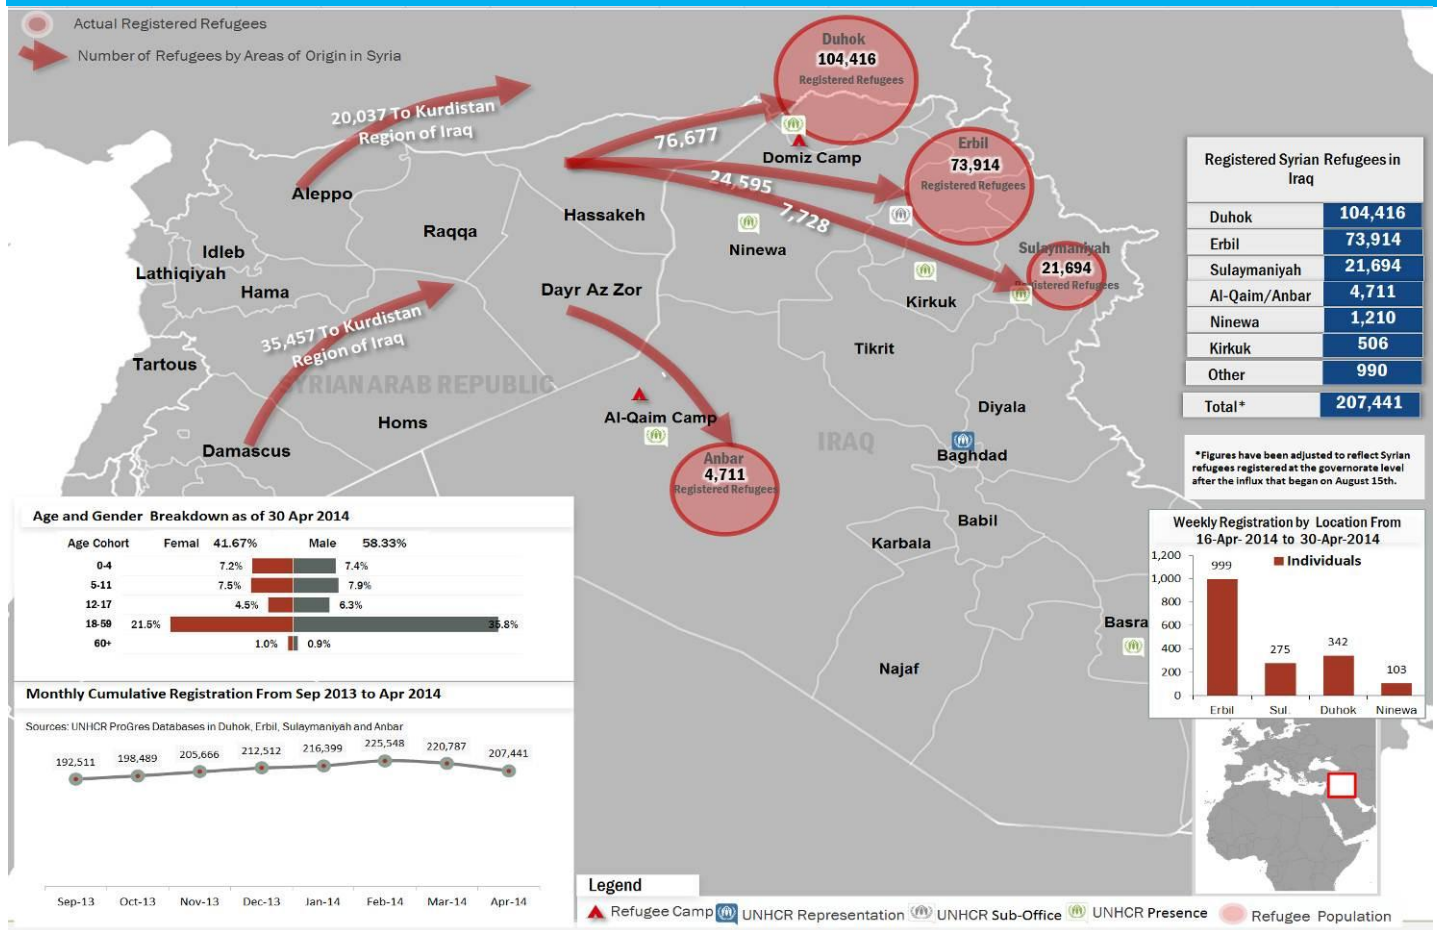 Actual Registered Refugees
Number of Refugees by Areas of Origin in Syria
20,037 To Kurdistan
Region of Iraq
Duhok
104,416
Registered Refugees
76,677
Domiz Camp
Erbil
73,914
Registered Refugees
24,595
7,728
Aleppo
Hassakeh
Raqqa
Ninewa
Sulaymaniyah
21,694
Registered Refugees
Idleb
Lathiqiyah
Hama
Dayr Az Zor
Kirkuk
35,457 To Kurdistan
Region of Iraq
Tikrit
Tartous
SYRIAN ARAB REPUBLIC
Al-Qaim Camp
Homs
Diyala
IRAQ
Damascus
Baghdad
Anbar
4,711
Registered Refugees
Babil
Karbala
Basra
Najaf
Registered Syrian Refugees in
Iraq
Duhok 104,416
Erbil 73,914
Sulaymaniyah 21,694
Al-Qaim/Anbar 4,711
Ninewa 1,210
Kirkuk 506
Other 990
Total* 207,441
*Figures have been adjusted to reflect Syrian
refugees registered at the governorate level
after the influx that began on August 15th.
Age and Gender Breakdown as of 30 Apr 2014
Age Cohort Femal 41.67% Male 58.33%
0-4 7.2% 7.4%
5-11 7.5% 7.9%
12-17 4.5% 6.3%
18-59 21.5% 35.8%
60+ 1.0% 0.9%
Monthly Cumulative Registration From Sep 2013 to Apr 2014
Sources: UNHCR ProGres Databases in Duhok, Erbil, Sulaymaniyah and Anbar
192,511 198,489 205,666 212,512 216,399 225,548 220,787 207,441
Sep-13 Oct-13 Nov-13 Dec-13 Jan-14 Feb-14 Mar-14 Apr-14
Weekly Registration by Location From
16-Apr- 2014 to 30-Apr-2014
Individuals
1,200
1,000
800
600
400
200
0
999
275
342
103
Erbil Sul. Duhok Ninewa
Legend
Refugee Camp UNHCR Representation UNHCR Sub-Office UNHCR Presence Refugee Population